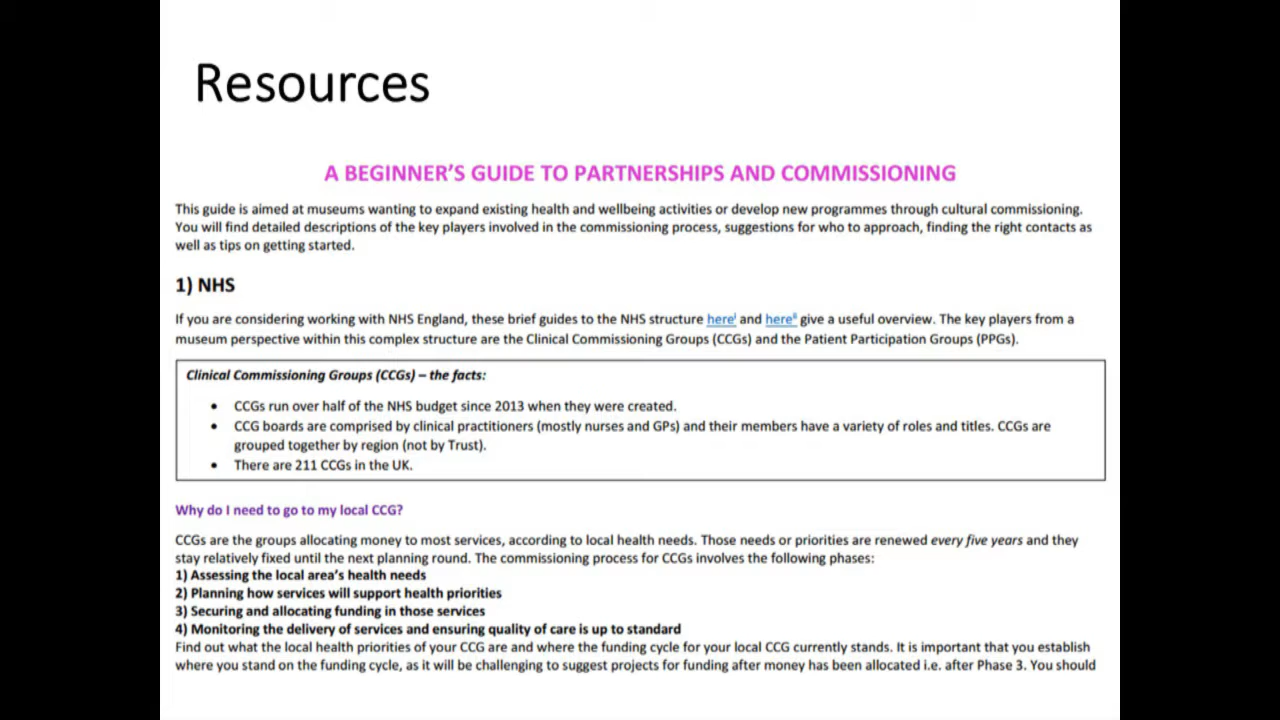 Resources
A BEGINNER'S GUIDE TO PARTNERSHIPS AND COMMISSIONING
This guide is aimed at museums wanting to expand existing health and wellbeing activities or develop new programmes through cultural commissioning.
You will find detailed descriptions of the key players involved in the commissioning process, suggestions for who to approach, finding the right contacts as
well as tips on getting started.
1) NHS
If you are considering working with NHS England, these brief guides to the NHS structure hereⁱ and hereⁱⁱ give a useful overview. The key players from a
museum perspective within this complex structure are the Clinical Commissioning Groups (CCGs) and the Patient Participation Groups (PPGs).
Clinical Commissioning Groups (CCGs) – the facts:
• CCGs run over half of the NHS budget since 2013 when they were created.
• CCG boards are comprised by clinical practitioners (mostly nurses and GPs) and their members have a variety of roles and titles. CCGs are
grouped together by region (not by Trust).
• There are 211 CCGs in the UK.
Why do I need to go to my local CCG?
CCGs are the groups allocating money to most services, according to local health needs. Those needs or priorities are renewed every five years and they
stay relatively fixed until the next planning round. The commissioning process for CCGs involves the following phases:
1) Assessing the local area's health needs
2) Planning how services will support health priorities
3) Securing and allocating funding in those services
4) Monitoring the delivery of services and ensuring quality of care is up to standard
Find out what the local health priorities of your CCG are and where the funding cycle for your local CCG currently stands. It is important that you establish
where you stand on the funding cycle, as it will be challenging to suggest projects for funding after money has been allocated i.e. after Phase 3. You should